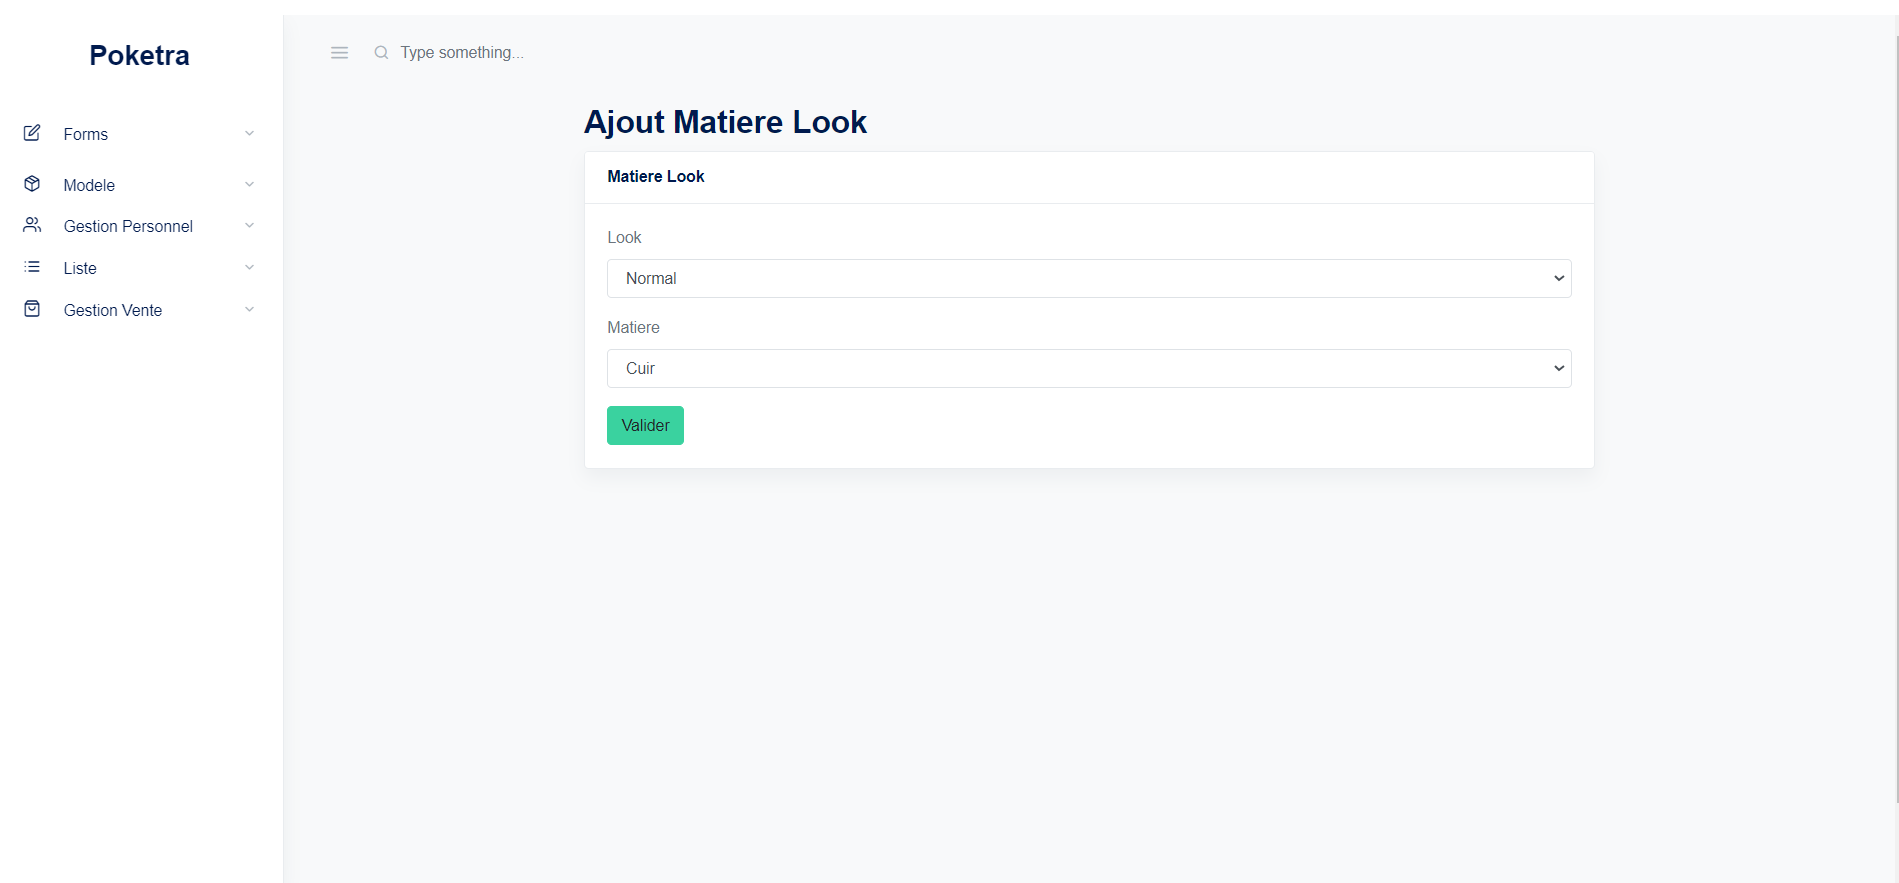 Poketra
Forms
Modele
Gestion Personnel
Liste
Gestion Vente
Type something...
Ajout Matiere Look
Matiere Look
Look
Normal
Matiere
Cuir
Valider